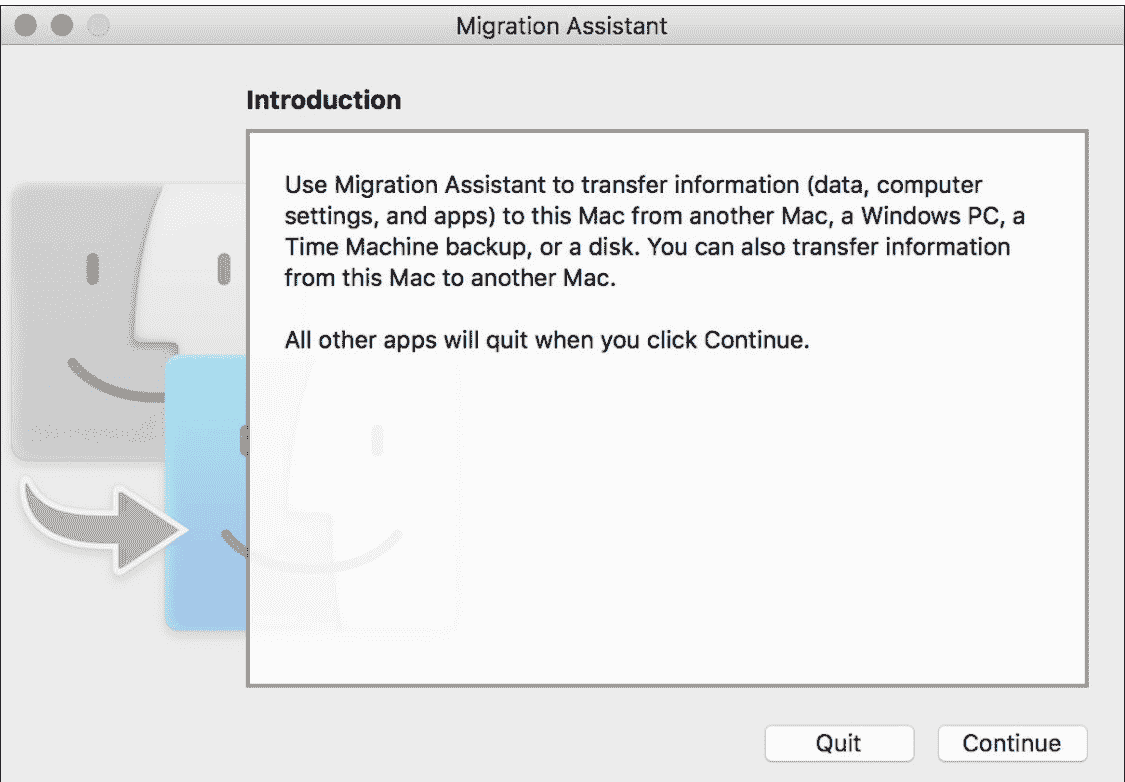 Migration Assistant
Introduction
Use Migration Assistant to transfer information (data, computer
settings, and apps) to this Mac from another Mac, a Windows PC, a
Time Machine backup, or a disk. You can also transfer information
from this Mac to another Mac.
All other apps will quit when you click Continue.
Quit
Continue